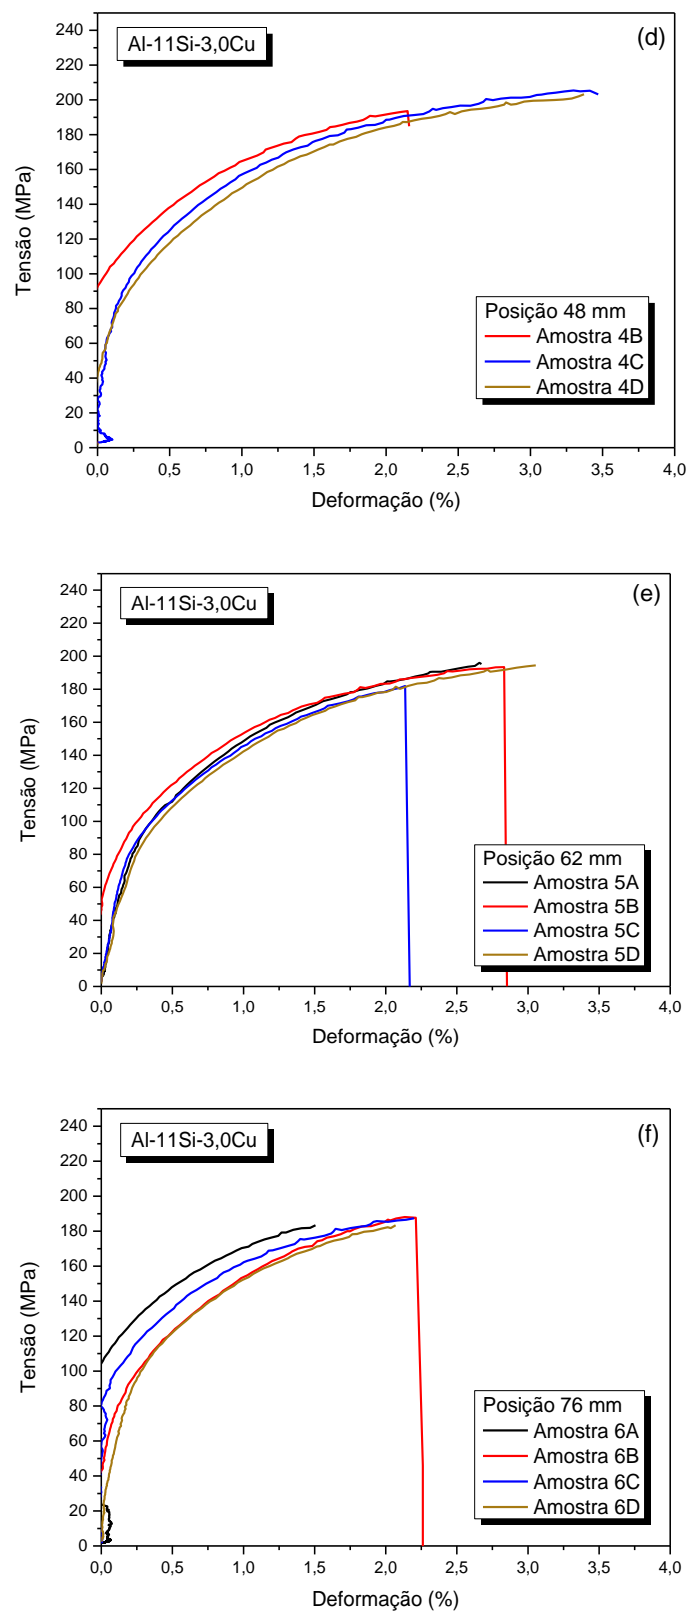 240
220
200
180
160
140
120
100
80
60
40
20
0
Tensão (MPa)
Al-11Si-3,0Cu
(d)
Posição 48 mm
Amostra 4B
Amostra 4C
Amostra 4D
0,0 0,5 1,0 1,5 2,0 2,5 3,0 3,5 4,0
Deformação (%)
240
220
200
180
160
140
120
100
80
60
40
20
0
Tensão (MPa)
Al-11Si-3,0Cu
(e)
Posição 62 mm
Amostra 5A
Amostra 5B
Amostra 5C
Amostra 5D
0,0 0,5 1,0 1,5 2,0 2,5 3,0 3,5 4,0
Deformação (%)
240
220
200
180
160
140
120
100
80
60
40
20
0
Tensão (MPa)
Al-11Si-3,0Cu
(f)
Posição 76 mm
Amostra 6A
Amostra 6B
Amostra 6C
Amostra 6D
0,0 0,5 1,0 1,5 2,0 2,5 3,0 3,5 4,0
Deformação (%)